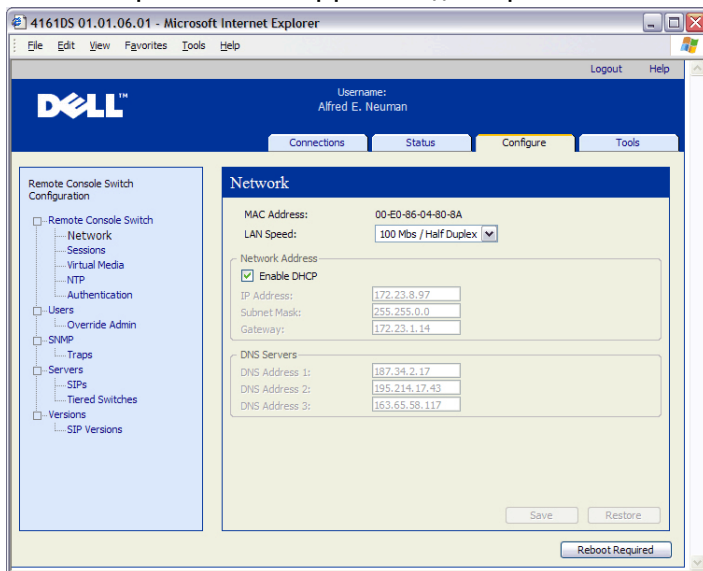 4161DS 01.01.06.01 - Microsoft Internet Explorer
File Edit View Favorites Tools Help
Logout Help
DELL™
Username:
Alfred E. Neuman
Connections Status Configure Tools
Remote Console Switch
Configuration
Remote Console Switch
Network
Sessions
Virtual Media
NTP
Authentication
Users
Override Admin
SNMP
Traps
Servers
SIPs
Tiered Switches
Versions
SIP Versions
Network
MAC Address: 00-E0-86-04-80-8A
LAN Speed: 100 Mbs / Half Duplex
Network Address
Enable DHCP
IP Address: 172.23.8.97
Subnet Mask: 255.255.0.0
Gateway: 172.23.1.14
DNS Servers
DNS Address 1: 187.34.2.17
DNS Address 2: 195.214.17.43
DNS Address 3: 163.65.58.117
Save Restore
Reboot Required